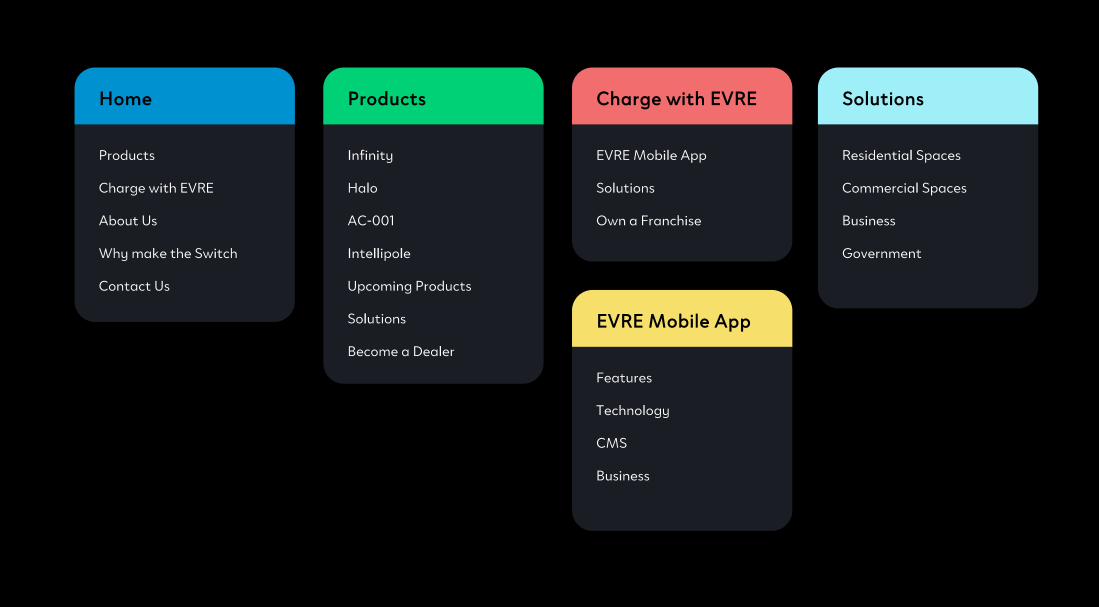 Home
Products
Charge with EVRE
About Us
Why make the Switch
Contact Us
Products
Infinity
Halo
AC-001
Intellipole
Upcoming Products
Solutions
Become a Dealer
Charge with EVRE
EVRE Mobile App
Solutions
Own a Franchise
EVRE Mobile App
Features
Technology
CMS
Business
Solutions
Residential Spaces
Commercial Spaces
Business
Government